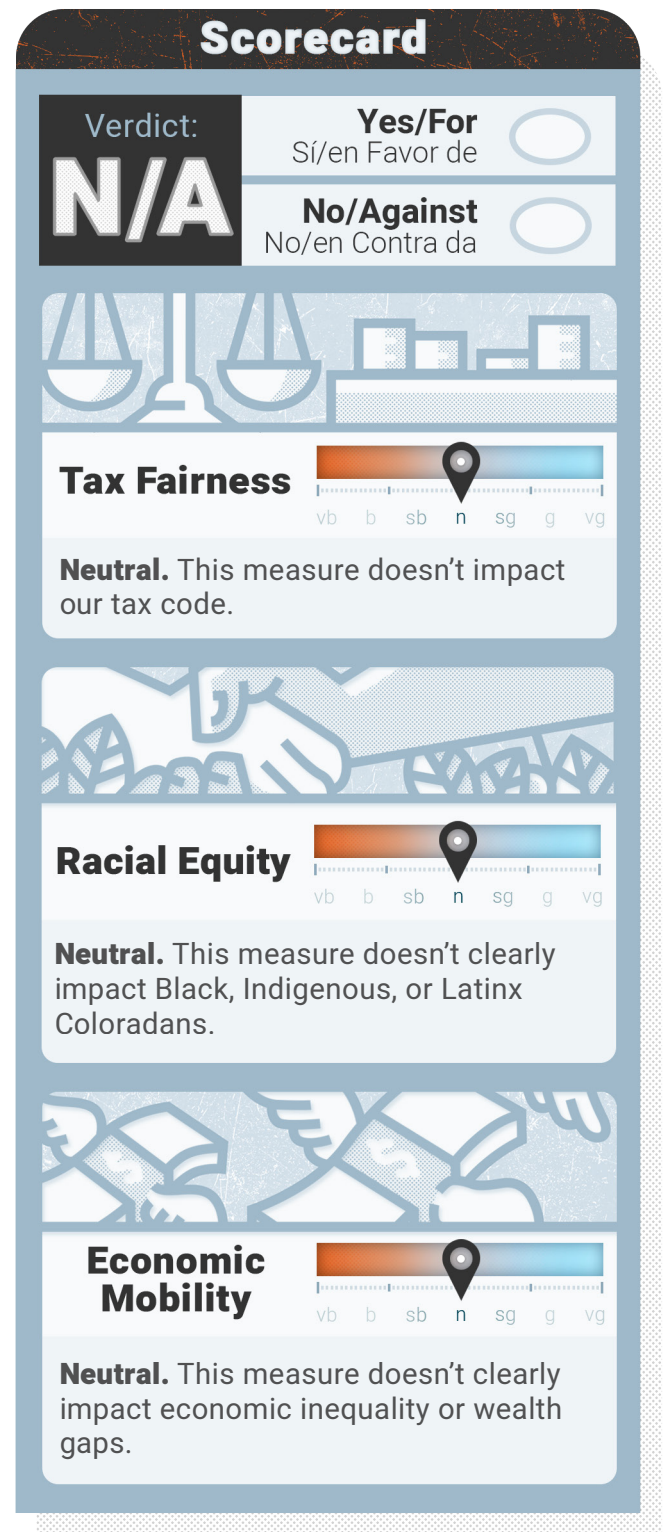 Scorecard
Verdict:
N/A
Yes/For
Sí/en Favor de
No/Against
No/en Contra da
Tax Fairness
vb b sb n sg g vg
Neutral. This measure doesn’t impact
our tax code.
Racial Equity
vb b sb n sg g vg
Neutral. This measure doesn’t clearly
impact Black, Indigenous, or Latinx
Coloradans.
$ $
Economic
Mobility
vb b sb n sg g vg
Neutral. This measure doesn’t clearly
impact economic inequality or wealth
gaps.